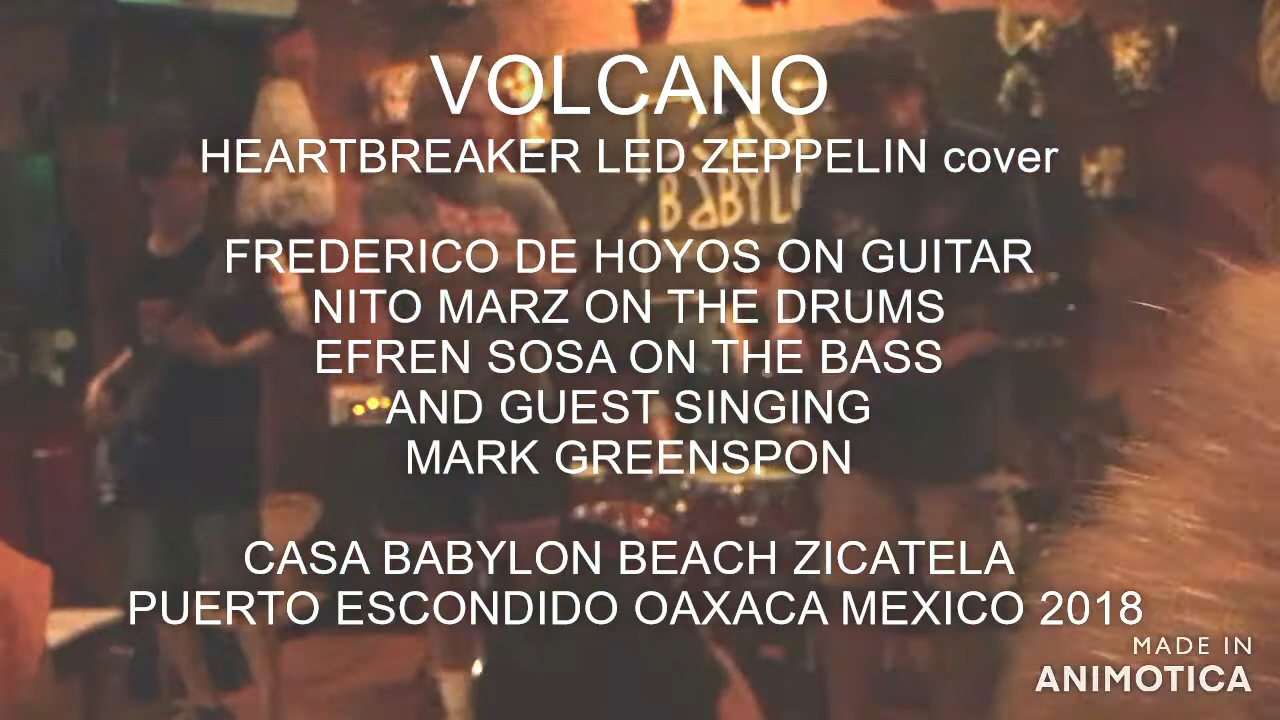 VOLCANO
HEARTBREAKER LED ZEPPELIN cover
FREDERICO DE HOYOS ON GUITAR
NITO MARZ ON THE DRUMS
EFREN SOSA ON THE BASS
AND GUEST SINGING
MARK GREENSPON
CASA BABYLON BEACH ZICATELA
PUERTO ESCONDIDO OAXACA MEXICO 2018
MADE IN
ANIMOTICA